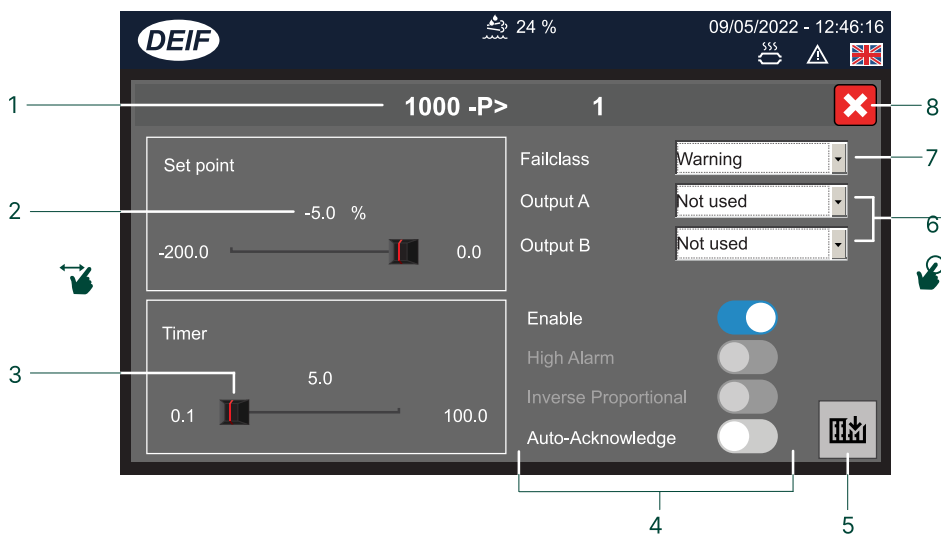 DEIF
24 %
09/05/2022 - 12:46:16
1
1000 -P> 1
8
Set point
2
-5.0 %
-200.0
0.0
Failclass
Warning
7
Output A
Not used
6
Output B
Not used
Timer
3
5.0
0.1
100.0
Enable
High Alarm
Inverse Proportional
Auto-Acknowledge
4
5